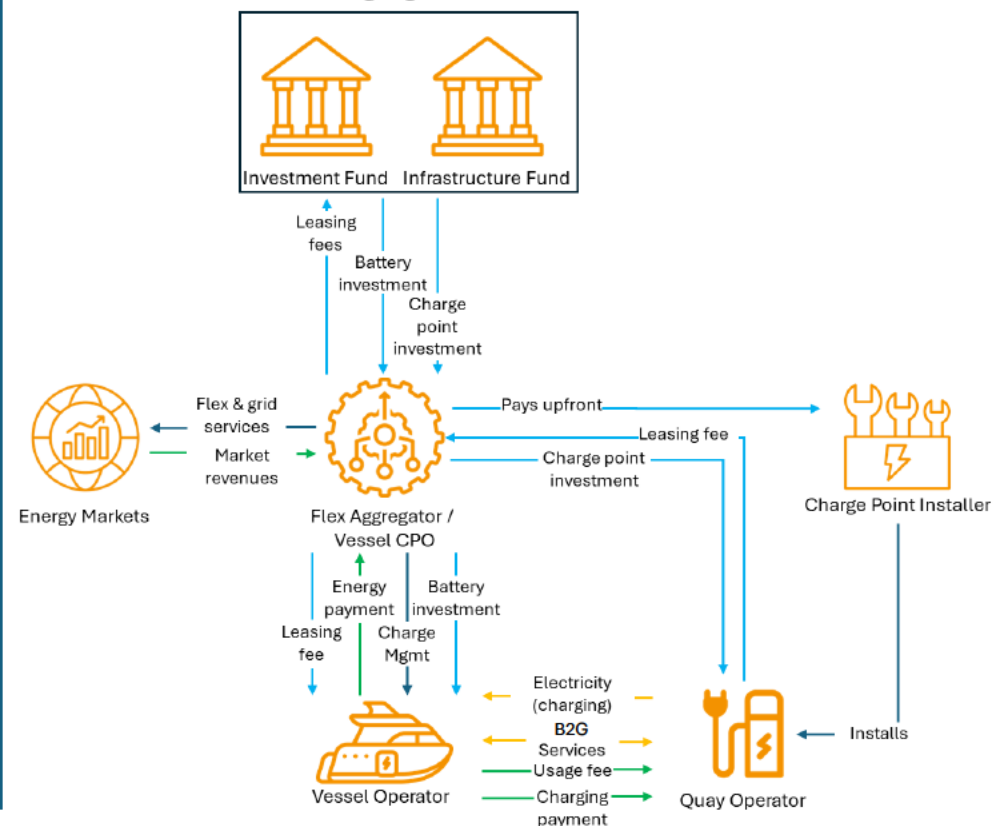 Investment Fund
Infrastructure Fund
Leasing
fees
Battery
investment
Charge
point
investment
Flex & grid
services
Market
revenues
Energy Markets
Pays upfront
Leasing fee
Charge point
investment
Charge Point Installer
Flex Aggregator /
Vessel CPO
Energy
payment
Battery
investment
Leasing
fee
Charge
Mgmt
Electricity
(charging)
B2G
Services
Usage fee
Charging
payment
Installs
Vessel Operator
Quay Operator